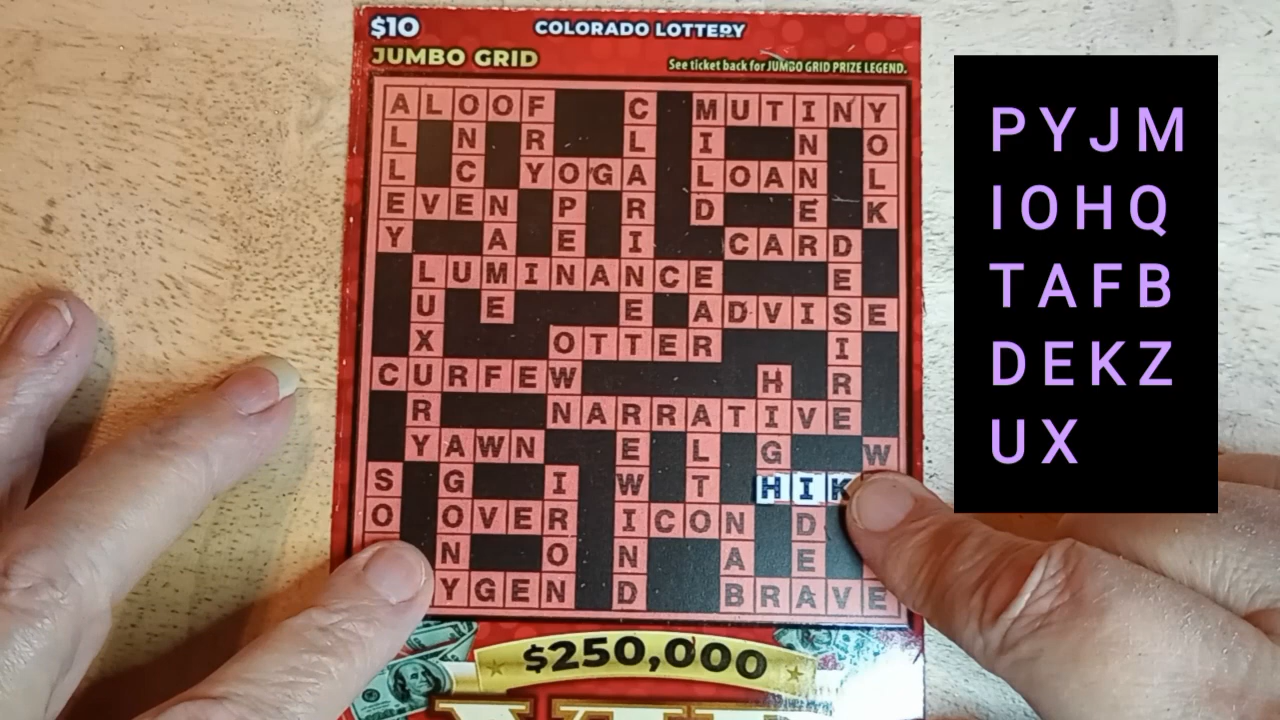 $10 COLORADO LOTTERY
JUMBO GRID See ticket back for JUMBO GRID PRIZE LEGEND.
ALOOF C MUTINY
L N R L I N O
L C YOGA LOAN L
EVEN P R D E K
Y A E I CARD
LUMINANCE E
U E E ADVISE
X OTTER I
CURFEW H R
R NARRATIVE
YAWN E L G W
S G I W T HIK
O OVER ICON D
N O N A E
YGEN D BRAVE
$250,000
PYJM
IOHQ
TAFB
DEKZ
UX